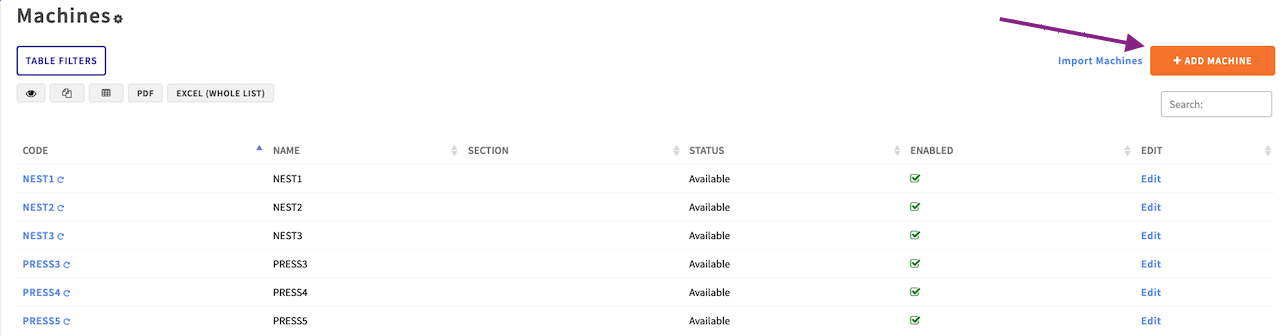 Machines
TABLE FILTERS
Import Machines
ADD MACHINE
PDF
EXCEL (WHOLE LIST)
Search:
CODE NAME SECTION STATUS ENABLED EDIT
NEST1 NEST1 Available Edit
NEST2 NEST2 Available Edit
NEST3 NEST3 Available Edit
PRESS3 PRESS3 Available Edit
PRESS4 PRESS4 Available Edit
PRESS5 PRESS5 Available Edit